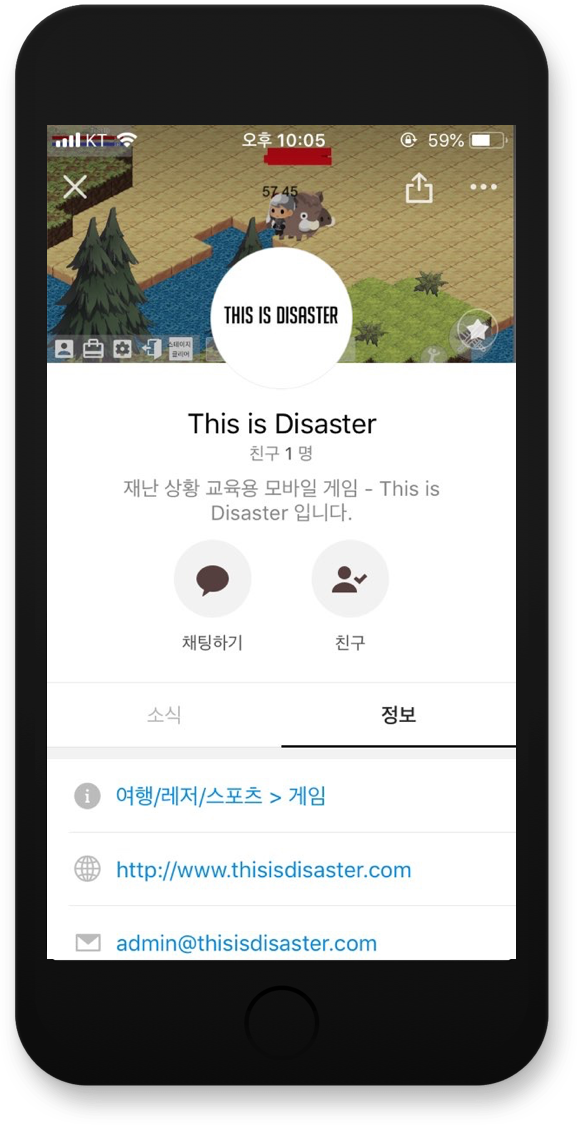 KT 오후 10:05 59%
57 45
스테이지
클리어
THIS IS DISASTER
This is Disaster
친구 1 명
재난 상황 교육용 모바일 게임 - This is
Disaster 입니다.
채팅하기 친구
소식 정보
여행/레저/스포츠 > 게임
http://www.thisisdisaster.com
admin@thisisdisaster.com